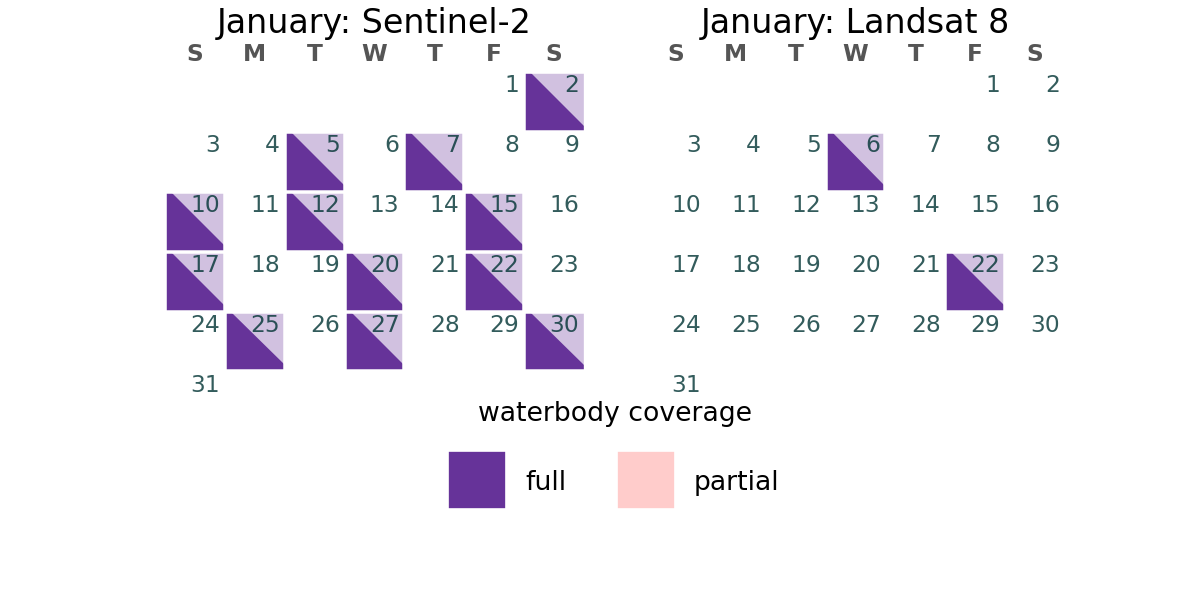 January: Sentinel-2
S M T W T F S
1 2
3 4 5 6 7 8 9
10 11 12 13 14 15 16
17 18 19 20 21 22 23
24 25 26 27 28 29 30
31
January: Landsat 8
S M T W T F S
1 2
3 4 5 6 7 8 9
10 11 12 13 14 15 16
17 18 19 20 21 22 23
24 25 26 27 28 29 30
31
waterbody coverage
full partial